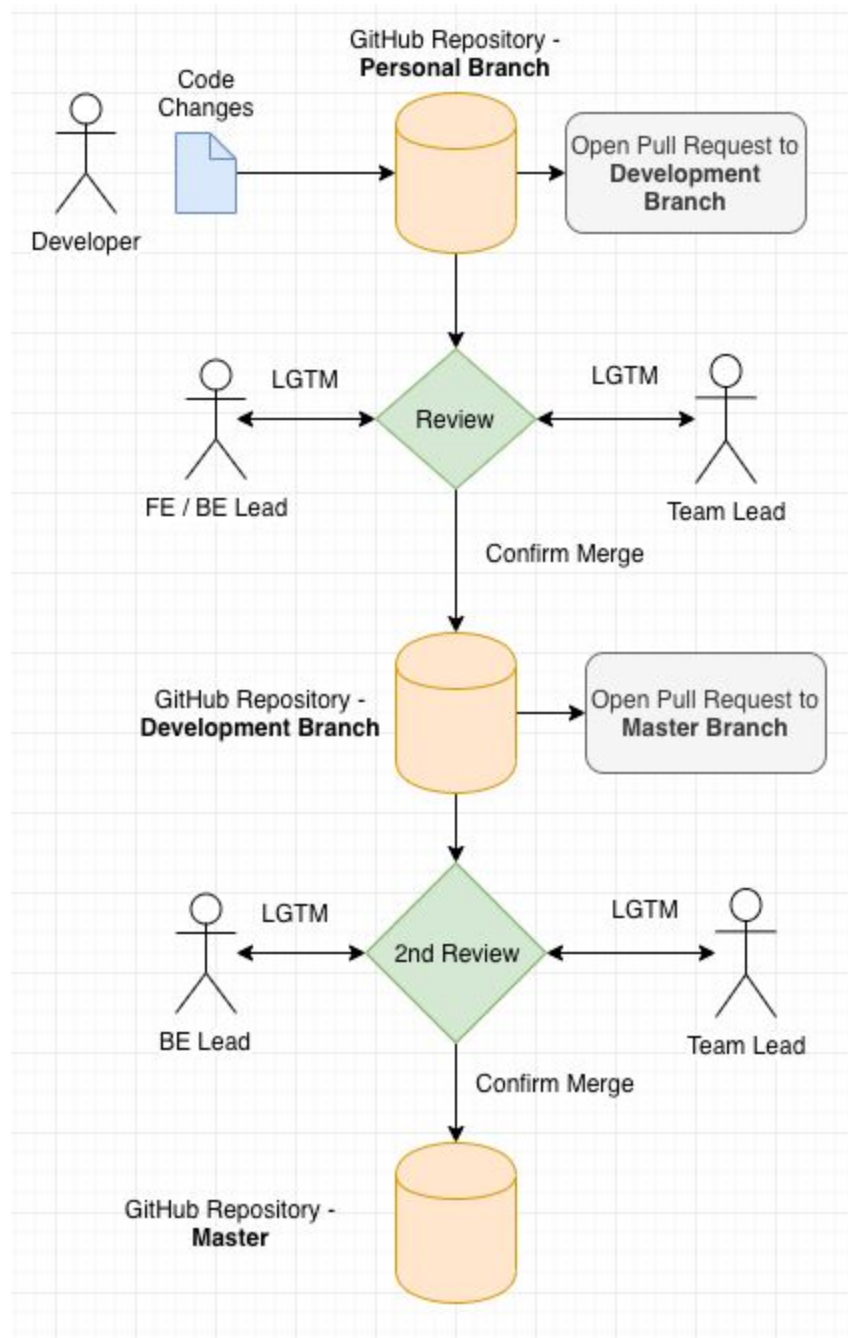 GitHub Repository -
Personal Branch
Code
Changes
Open Pull Request to
Development
Branch
Developer
LGTM
LGTM
Review
FE / BE Lead
Team Lead
Confirm Merge
GitHub Repository -
Development Branch
Open Pull Request to
Master Branch
LGTM
LGTM
2nd Review
BE Lead
Team Lead
Confirm Merge
GitHub Repository -
Master